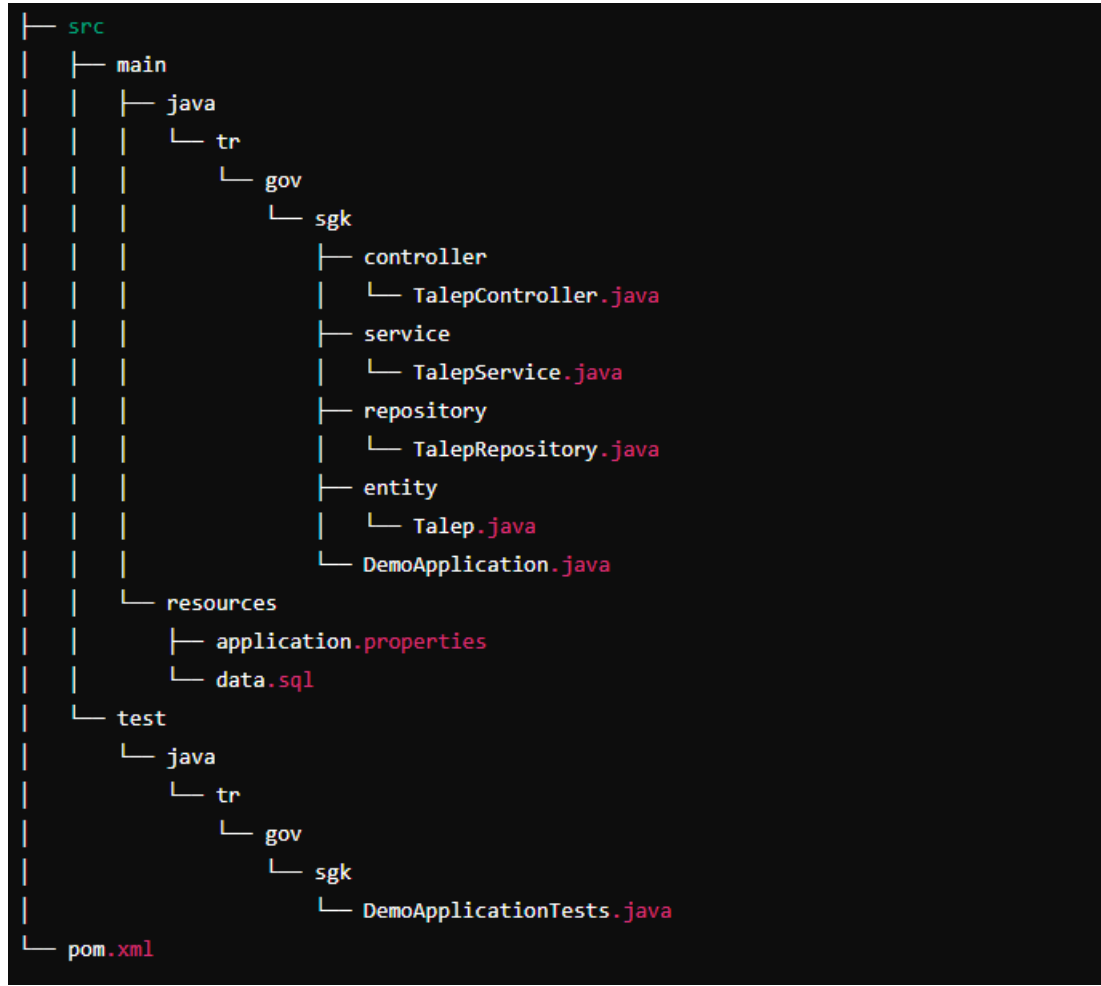 ├── src
│   ├── main
│   │   ├── java
│   │   │   └── tr
│   │   │       └── gov
│   │   │           └── sgk
│   │   │               ├── controller
│   │   │               │   └── TalepController.java
│   │   │               ├── service
│   │   │               │   └── TalepService.java
│   │   │               ├── repository
│   │   │               │   └── TalepRepository.java
│   │   │               ├── entity
│   │   │               │   └── Talep.java
│   │   │               └── DemoApplication.java
│   │   └── resources
│   │       ├── application.properties
│   │       └── data.sql
│   └── test
│       └── java
│           └── tr
│               └── gov
│                   └── sgk
│                       └── DemoApplicationTests.java
└── pom.xml